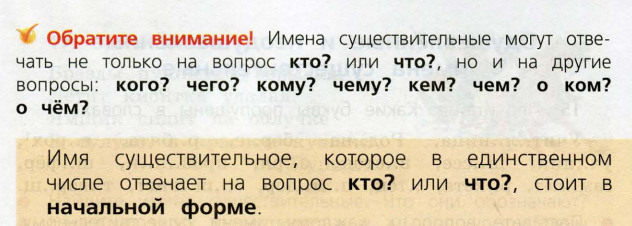 Обратите внимание! Имена существительные могут отве-
чать не только на вопрос кто? или что?, но и на другие
вопросы: кого? чего? кому? чему? кем? чем? о ком?
о чём?
Имя существительное, которое в единственном
числе отвечает на вопрос кто? или что?, стоит в
начальной форме.